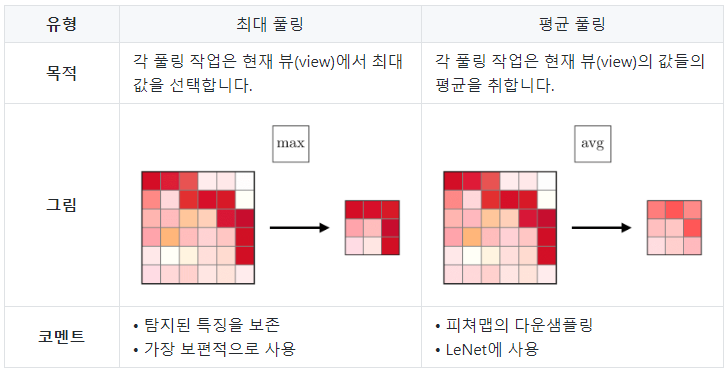 유형
최대 풀링
평균 풀링
목적
각 풀링 작업은 현재 뷰(view)에서 최대
값을 선택합니다.
각 풀링 작업은 현재 뷰(view)의 값들의
평균을 취합니다.
그림
max
avg
코멘트
• 탐지된 특징을 보존
• 가장 보편적으로 사용
• 피쳐맵의 다운샘플링
• LeNet에 사용